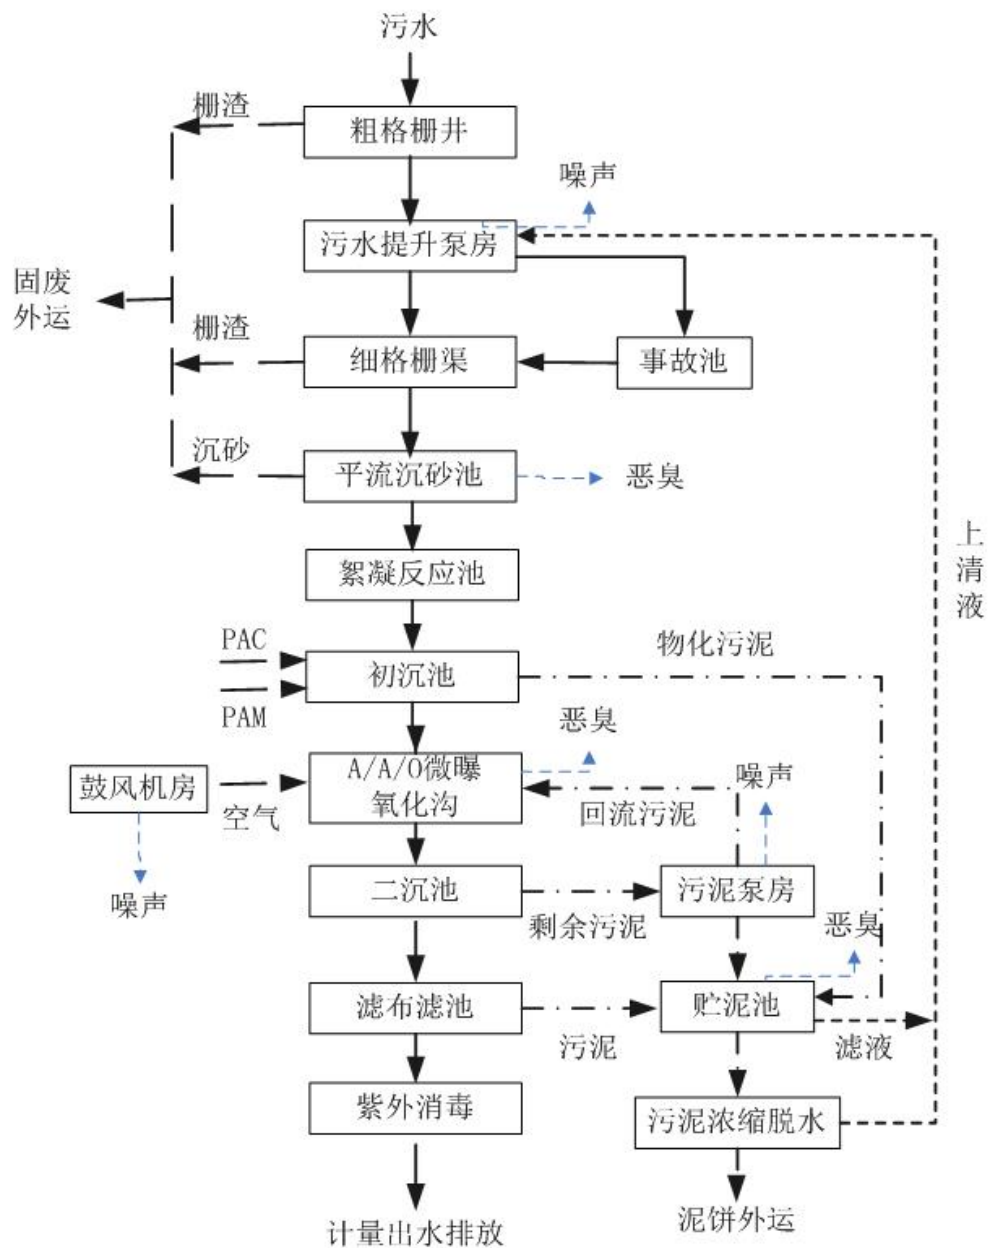 污水
栅渣
粗格栅井
噪声
污水提升泵房
固废
外运
栅渣
细格栅渠
事故池
沉砂
平流沉砂池
恶臭
上
清
液
絮凝反应池
PAC
物化污泥
初沉池
PAM
恶臭
A/A/O微曝
氧化沟
鼓风机房
空气
噪声
回流污泥
噪声
二沉池
污泥泵房
剩余污泥
恶臭
滤布滤池
贮泥池
污泥
滤液
紫外消毒
污泥浓缩脱水
计量出水排放
泥饼外运